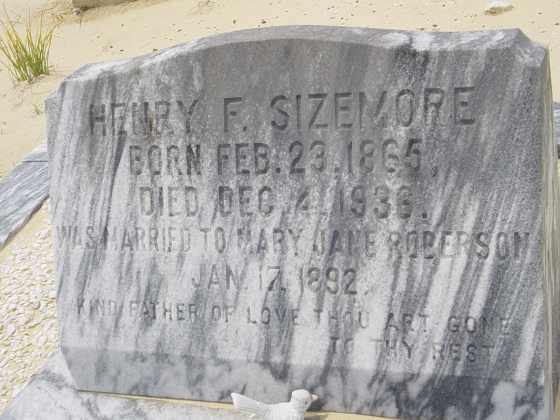 HENRY F. SIZEMORE
BORN FEB. 23. 1865,
DIED DEC. 4. 1936.
WAS MARRIED TO MARY JANE ROBERSON
JAN. 17. 1892.
KIND FATHER OF LOVE THOU ART GONE
TO THY REST